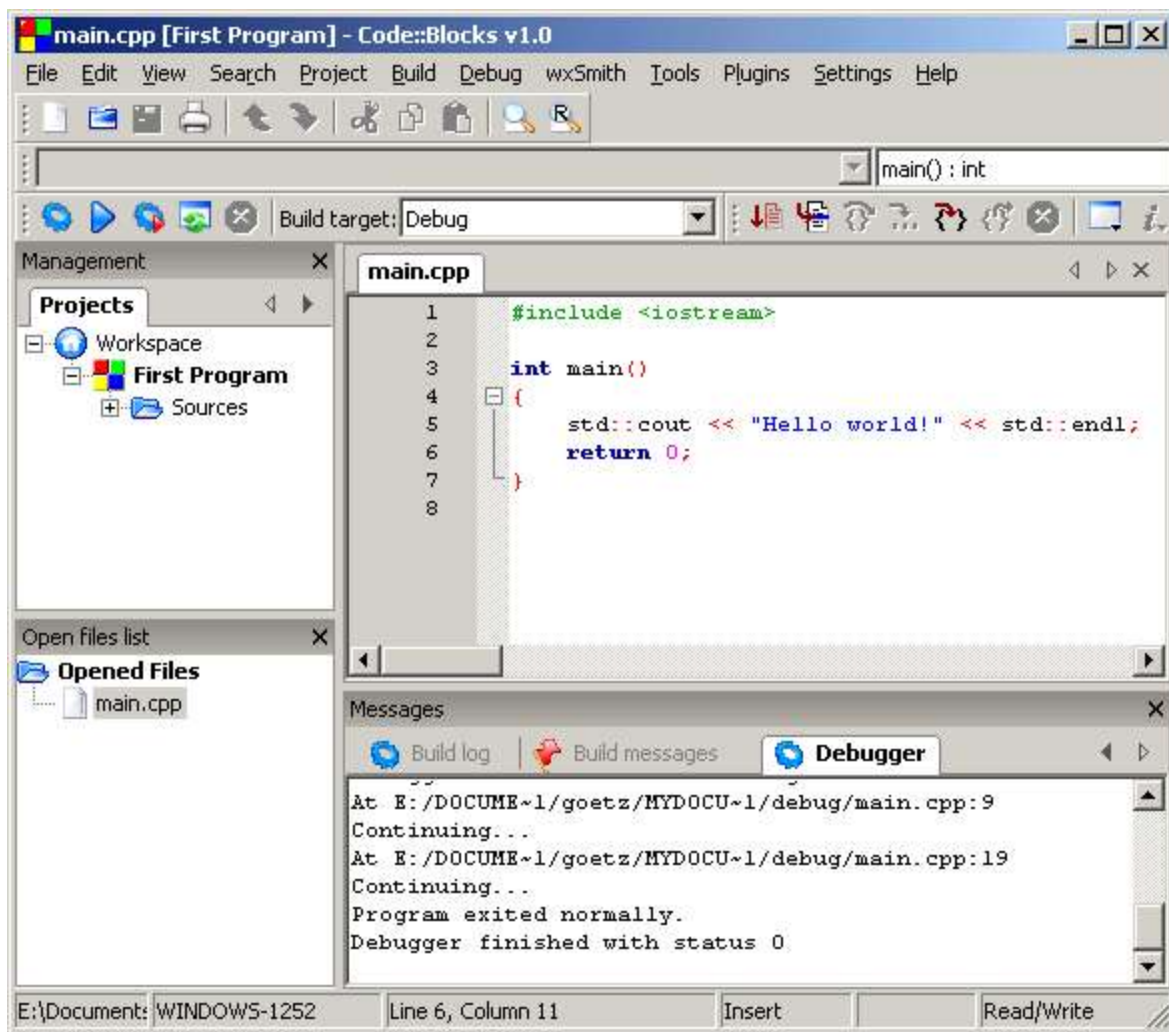 main.cpp [First Program] - Code::Blocks v1.0
File Edit View Search Project Build Debug wxSmith Tools Plugins Settings Help
R
main() : int
Build target: Debug
Management
Projects
Workspace
First Program
Sources
main.cpp
1 #include <iostream>
2
3 int main()
4 {
5 std::cout << "Hello world!" << std::endl;
6 return 0;
7 }
8
Open files list
Opened Files
main.cpp
Messages
Build log Build messages Debugger
At E:/DOCUME~1/goetz/MYDOCU~1/debug/main.cpp:9
Continuing...
At E:/DOCUME~1/goetz/MYDOCU~1/debug/main.cpp:19
Continuing...
Program exited normally.
Debugger finished with status 0
E:\Documents WINDOWS-1252 Line 6, Column 11 Insert Read/Write